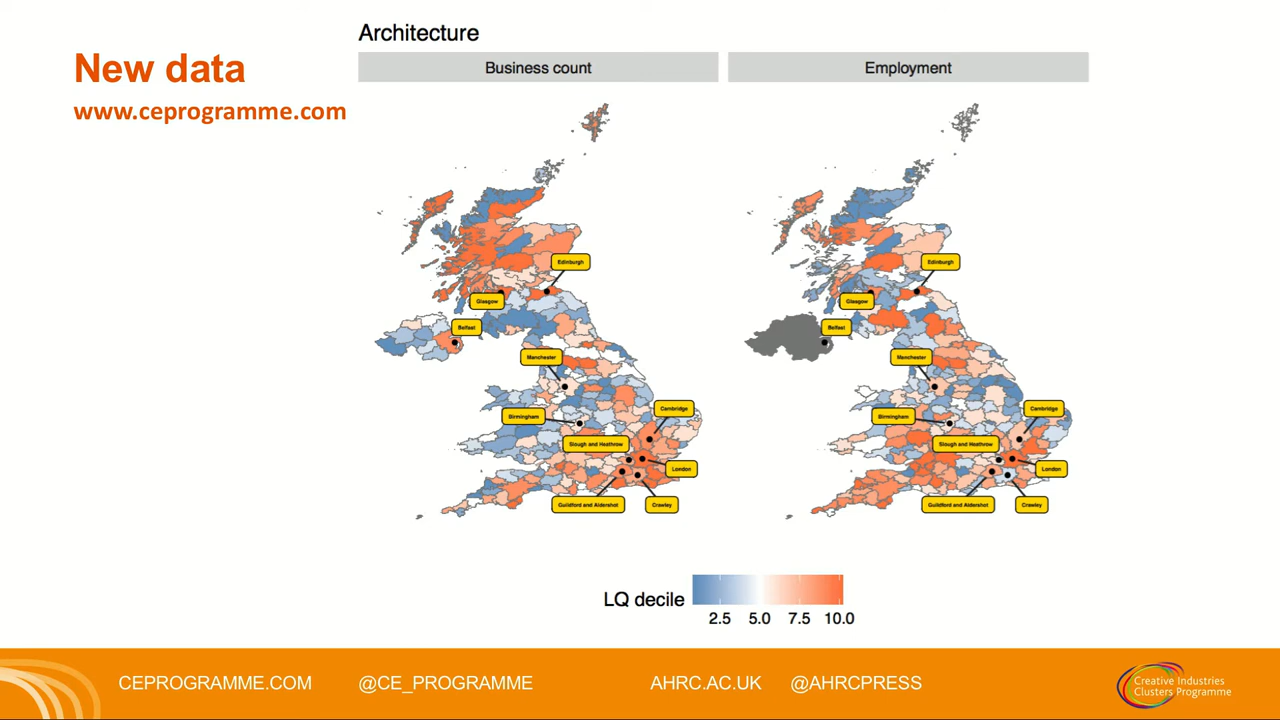 New data
www.ceprogramme.com
Architecture
Business count
Employment
Edinburgh
Glasgow
Belfast
Manchester
Birmingham
Cambridge
Slough and Heathrow
London
Guildford and Aldershot
Crawley
Edinburgh
Glasgow
Belfast
Manchester
Birmingham
Cambridge
Slough and Heathrow
London
Guildford and Aldershot
Crawley
LQ decile
2.5 5.0 7.5 10.0
CEPROGRAMME.COM @CE_PROGRAMME AHRC.AC.UK @AHRCPRESS
Creative Industries
Clusters Programme